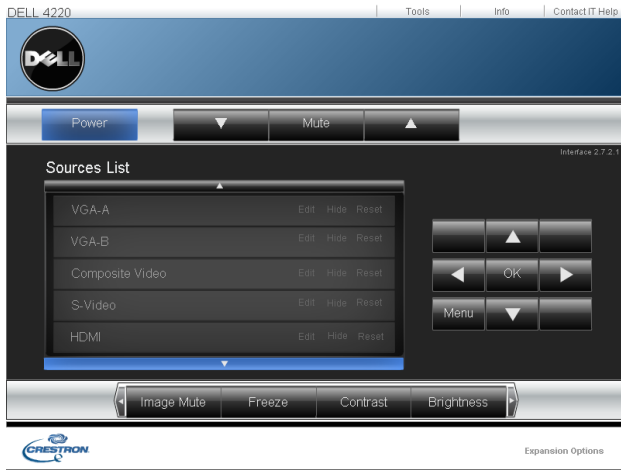 DELL 4220
Tools
Info
Contact IT Help
DELL
Power
Mute
Interface 2.7.2.1
Sources List
VGA-A Edit Hide Reset
VGA-B Edit Hide Reset
Composite Video Edit Hide Reset
S-Video Edit Hide Reset
HDMI Edit Hide Reset
OK
Menu
Image Mute
Freeze
Contrast
Brightness
CRESTRON
Expansion Options